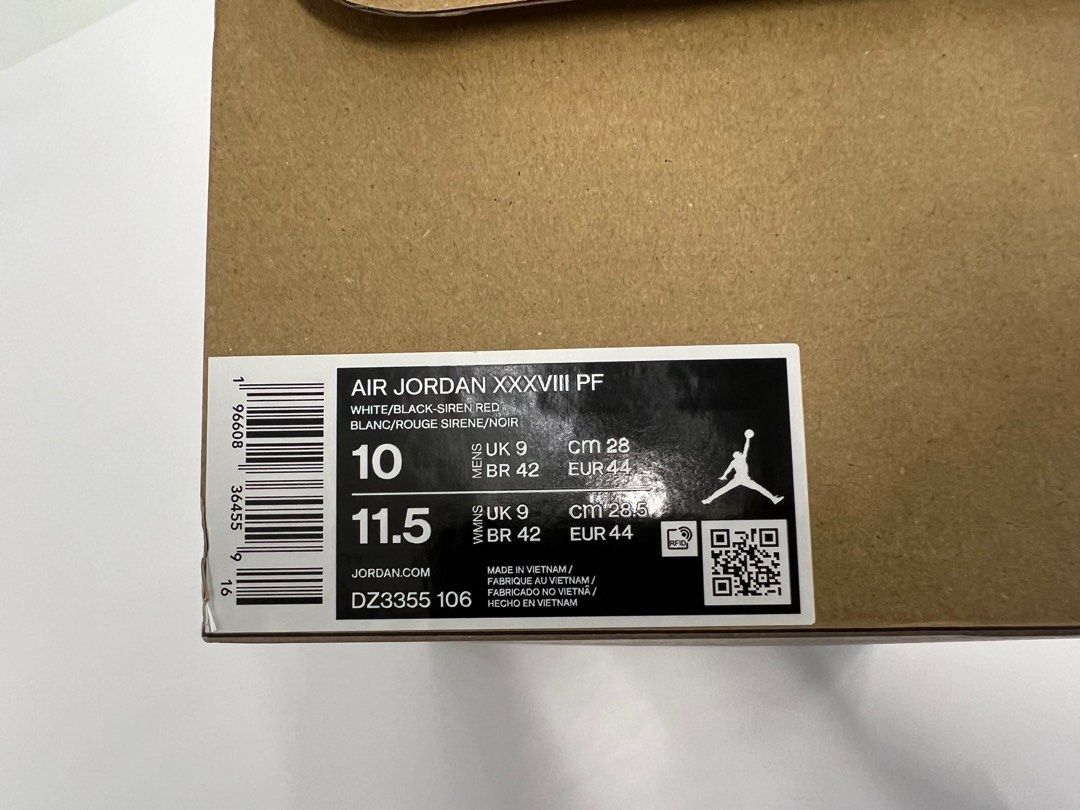 AIR JORDAN XXXVIII PF
WHITE/BLACK-SIREN RED
BLANC/ROUGE SIRENE/NOIR
10
MENS
UK 9
cm 28
BR 42
EUR 44
11.5
WMNS
UK 9
cm 28.5
BR 42
EUR 44
RFID
JORDAN.COM
DZ3355 106
MADE IN VIETNAM /
FABRIQUE AU VIETNAM /
FABRICADO NO VIETNÃ /
HECHO EN VIETNAM
1 96608 36455 9 16